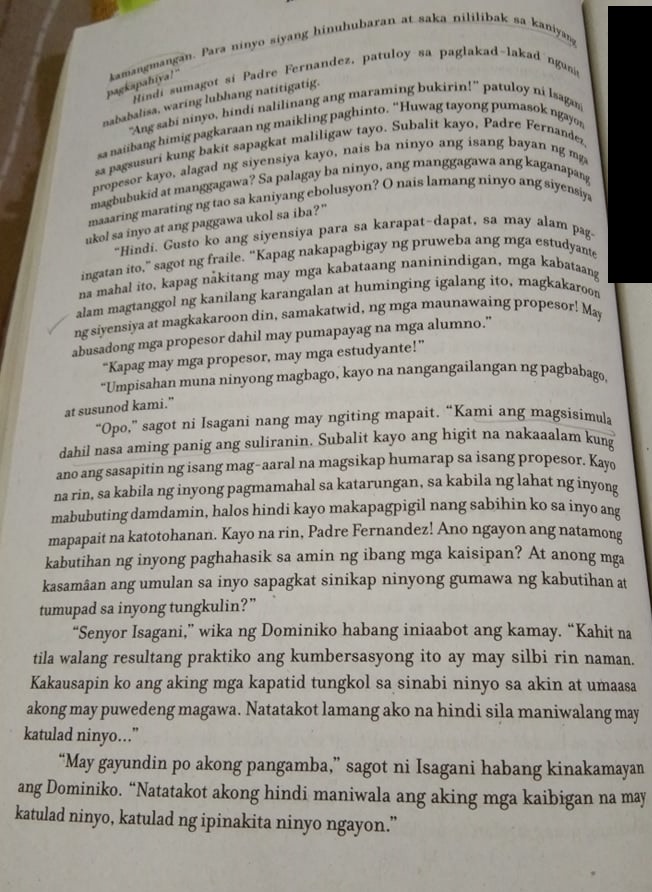 kamangmangan. Para ninyo siyang hinuhubaran at saka nililibak sa kaniyang
pagkapahiya!"
Hindi sumagot si Padre Fernandez, patuloy sa paglakad-lakad ngunit
nababalisa, waring lubhang natitigatig.
"Ang sabi ninyo, hindi nalilinang ang maraming bukirin!" patuloy ni Isagani
sa naiibang himig pagkaraan ng maikling paghinto. "Huwag tayong pumasok ngayon
sa pagsusuri kung bakit sapagkat maliligaw tayo. Subalit kayo, Padre Fernandez,
propesor kayo, alagad ng siyensiya kayo, nais ba ninyo ang isang bayan ng mga
magbubukid at manggagawa? Sa palagay ba ninyo, ang manggagawa ang kaganapang
maaaring marating ng tao sa kaniyang ebolusyon? O nais lamang ninyo ang siyensiya
ukol sa inyo at ang paggawa ukol sa iba?"
"Hindi. Gusto ko ang siyensiya para sa karapat-dapat, sa may alam pag-
ingatan ito," sagot ng fraile. "Kapag nakapagbigay ng pruweba ang mga estudyante
na mahal ito, kapag nakitang may mga kabataang naninindigan, mga kabataang
alam magtanggol ng kanilang karangalan at huminging igalang ito, magkakaroon
ng siyensiya at magkakaroon din, samakatwid, ng mga maunawaing propesor! May
abusadong mga propesor dahil may pumapayag na mga alumno."
"Kapag may mga propesor, may mga estudyante!"
"Umpisahan muna ninyong magbago, kayo na nangangailangan ng pagbabago,
at susunod kami."
"Opo," sagot ni Isagani nang may ngiting mapait. "Kami ang magsisimula
dahil nasa aming panig ang suliranin. Subalit kayo ang higit na nakaaalam kung
ano ang sasapitin ng isang mag-aaral na magsikap humarap sa isang propesor. Kayo
na rin, sa kabila ng inyong pagmamahal sa katarungan, sa kabila ng lahat ng inyong
mabubuting damdamin, halos hindi kayo makapagpigil nang sabihin ko sa inyo ang
mapapait na katotohanan. Kayo na rin, Padre Fernandez! Ano ngayon ang natamong
kabutihan ng inyong paghahasik sa amin ng ibang mga kaisipan? At anong mga
kasamâan ang umulan sa inyo sapagkat sinikap ninyong gumawa ng kabutihan at
tumupad sa inyong tungkulin?"
"Senyor Isagani," wika ng Dominiko habang iniaabot ang kamay. "Kahit na
tila walang resultang praktiko ang kumbersasyong ito ay may silbi rin naman.
Kakausapin ko ang aking mga kapatid tungkol sa sinabi ninyo sa akin at umaasa
akong may puwedeng magawa. Natatakot lamang ako na hindi sila maniwalang may
katulad ninyo..."
"May gayundin po akong pangamba," sagot ni Isagani habang kinakamayan
ang Dominiko. "Natatakot akong hindi maniwala ang aking mga kaibigan na may
katulad ninyo, katulad ng ipinakita ninyo ngayon."